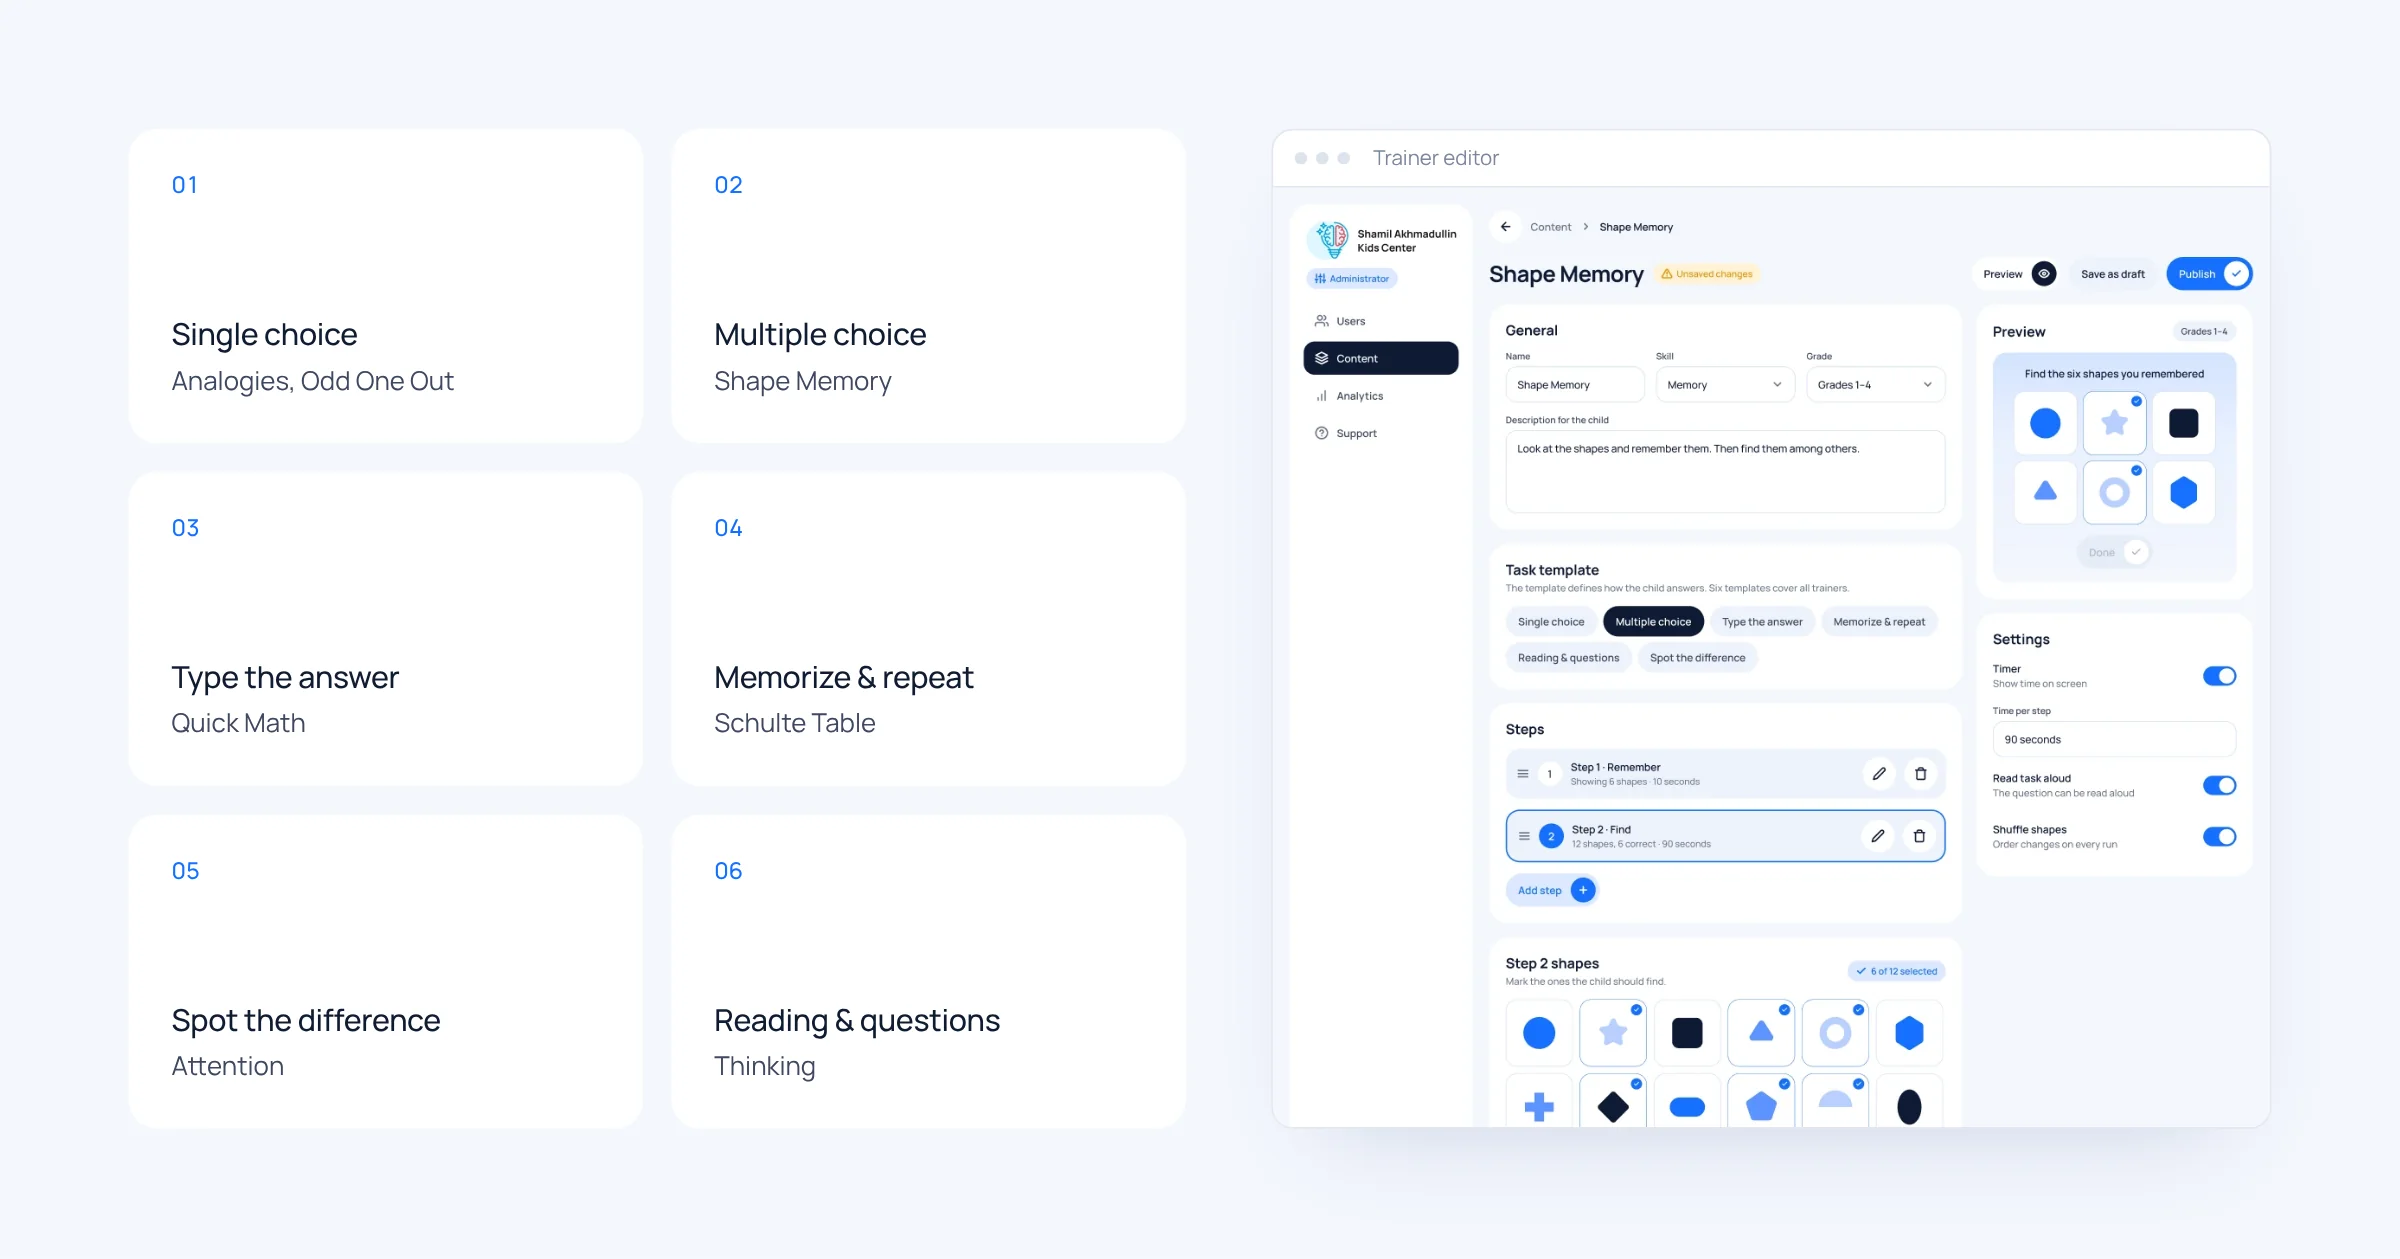 01
Single choice
Analogies, Odd One Out
02
Multiple choice
Shape Memory
03
Type the answer
Quick Math
04
Memorize & repeat
Schulte Table
05
Spot the difference
Attention
06
Reading & questions
Thinking
Trainer editor
Shamil Akhmadullin
Kids Center
Administrator
Users
Content
Analytics
Support
Content > Shape Memory
Shape Memory
Unsaved changes
Preview
Save as draft
Publish
General
Name
Skill
Grade
Shape Memory
Memory
Grades 1–4
Description for the child
Look at the shapes and remember them. Then find them among others.
Task template
The template defines how the child answers. Six templates cover all trainers.
Single choice
Multiple choice
Type the answer
Memorize & repeat
Reading & questions
Spot the difference
Steps
1
Step 1 · Remember
Showing 6 shapes · 10 seconds
2
Step 2 · Find
12 shapes, 6 correct · 90 seconds
Add step +
Step 2 shapes
Mark the ones the child should find.
6 of 12 selected
Preview
Grades 1–4
Find the six shapes you remembered
Done
Settings
Timer
Show time on screen
Time per step
90 seconds
Read task aloud
The question can be read aloud
Shuffle shapes
Order changes on every run